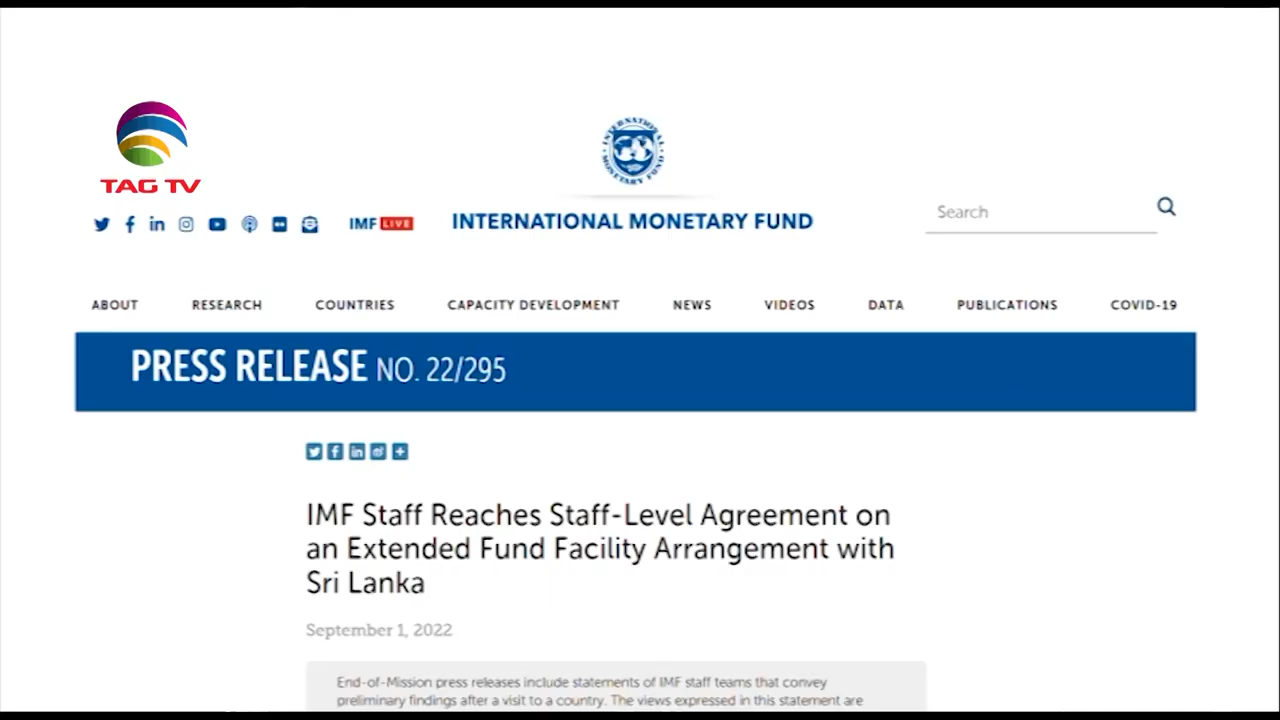 TAG TV
INTERNATIONAL MONETARY FUND
IMF LIVE
INTERNATIONAL MONETARY FUND
Search
ABOUT RESEARCH COUNTRIES CAPACITY DEVELOPMENT NEWS VIDEOS DATA PUBLICATIONS COVID-19
PRESS RELEASE NO. 22/295
IMF Staff Reaches Staff-Level Agreement on
an Extended Fund Facility Arrangement with
Sri Lanka
September 1, 2022
End-of-Mission press releases include statements of IMF staff teams that convey
preliminary findings after a visit to a country. The views expressed in this statement are